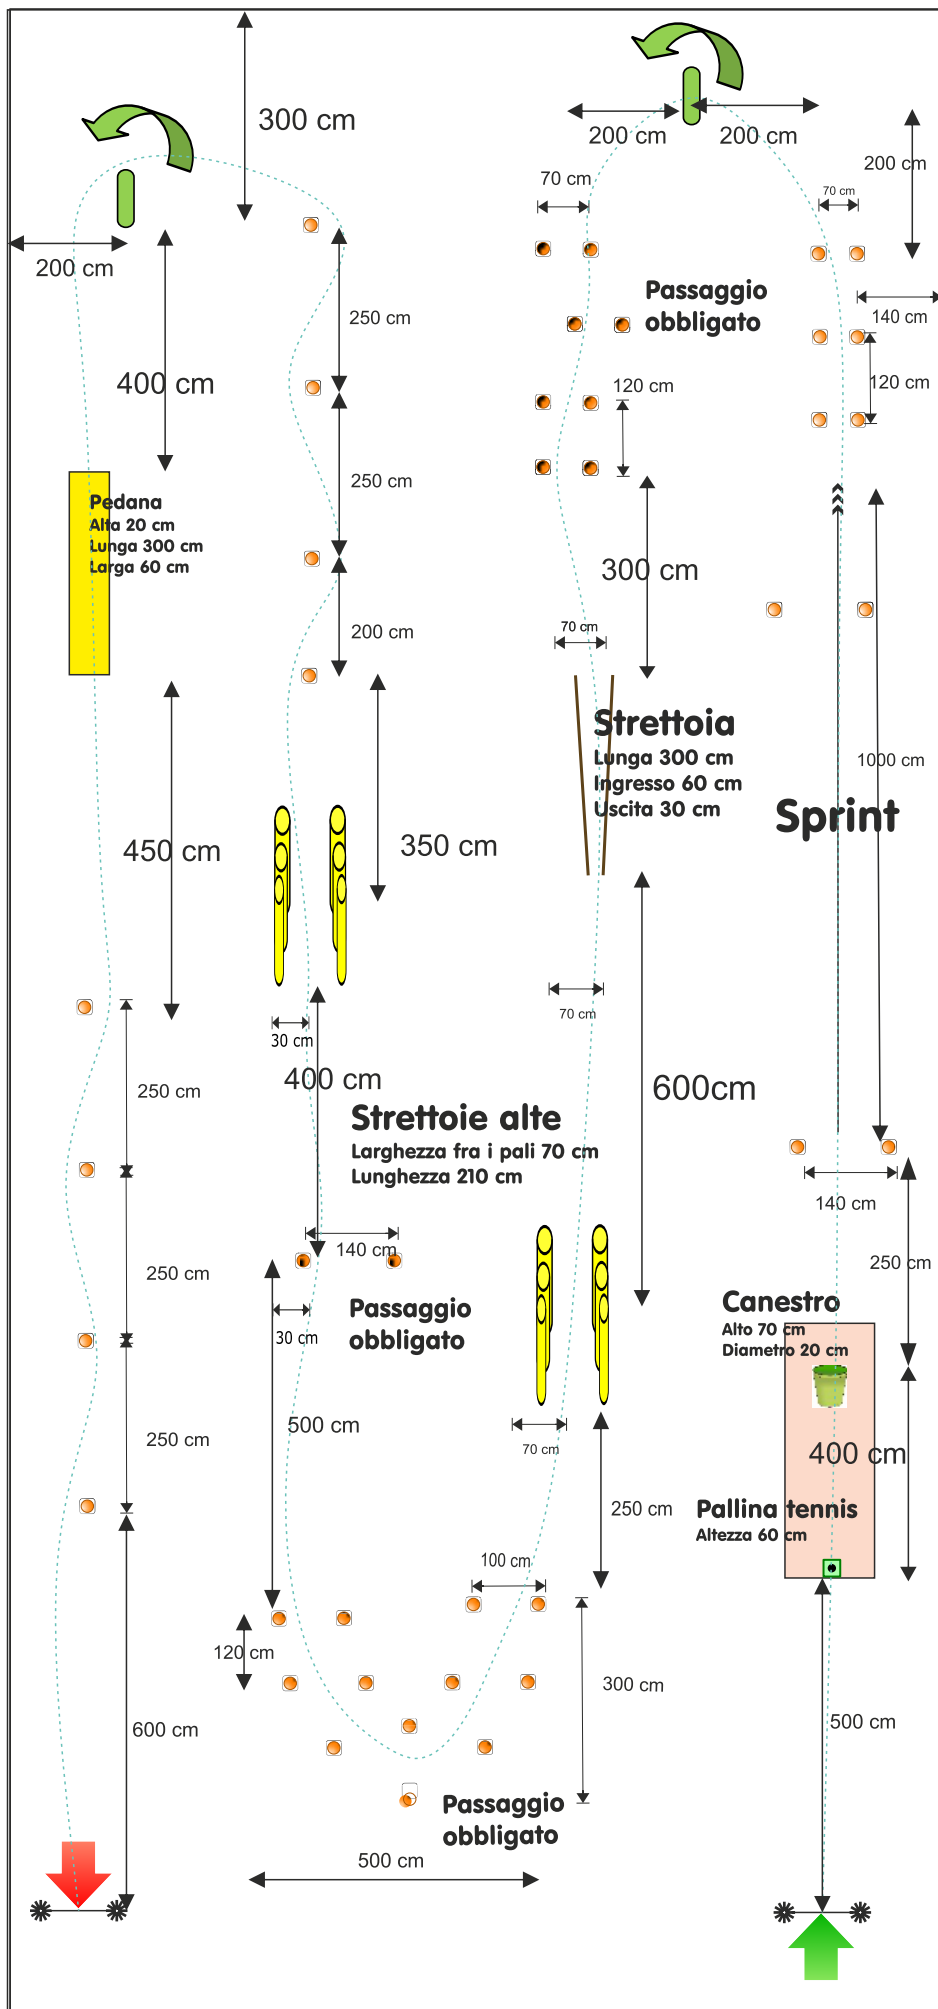 300 cm
200 cm
200 cm
200 cm
70 cm
70 cm
200 cm
Passaggio
obbligato
140 cm
250 cm
400 cm
120 cm
120 cm
250 cm
Pedana
Alta 20 cm
Lunga 300 cm
Larga 60 cm
300 cm
200 cm
70 cm
Strettoia
Lunga 300 cm
Ingresso 60 cm
Uscita 30 cm
1000 cm
Sprint
450 cm
350 cm
70 cm
30 cm
400 cm
600cm
250 cm
Strettoie alte
Larghezza fra i pali 70 cm
Lunghezza 210 cm
140 cm
140 cm
250 cm
250 cm
Passaggio
obbligato
30 cm
Canestro
Alto 70 cm
Diametro 20 cm
500 cm
250 cm
70 cm
400 cm
Pallina tennis
Altezza 60 cm
250 cm
100 cm
120 cm
300 cm
600 cm
500 cm
Passaggio
obbligato
500 cm
200 cm